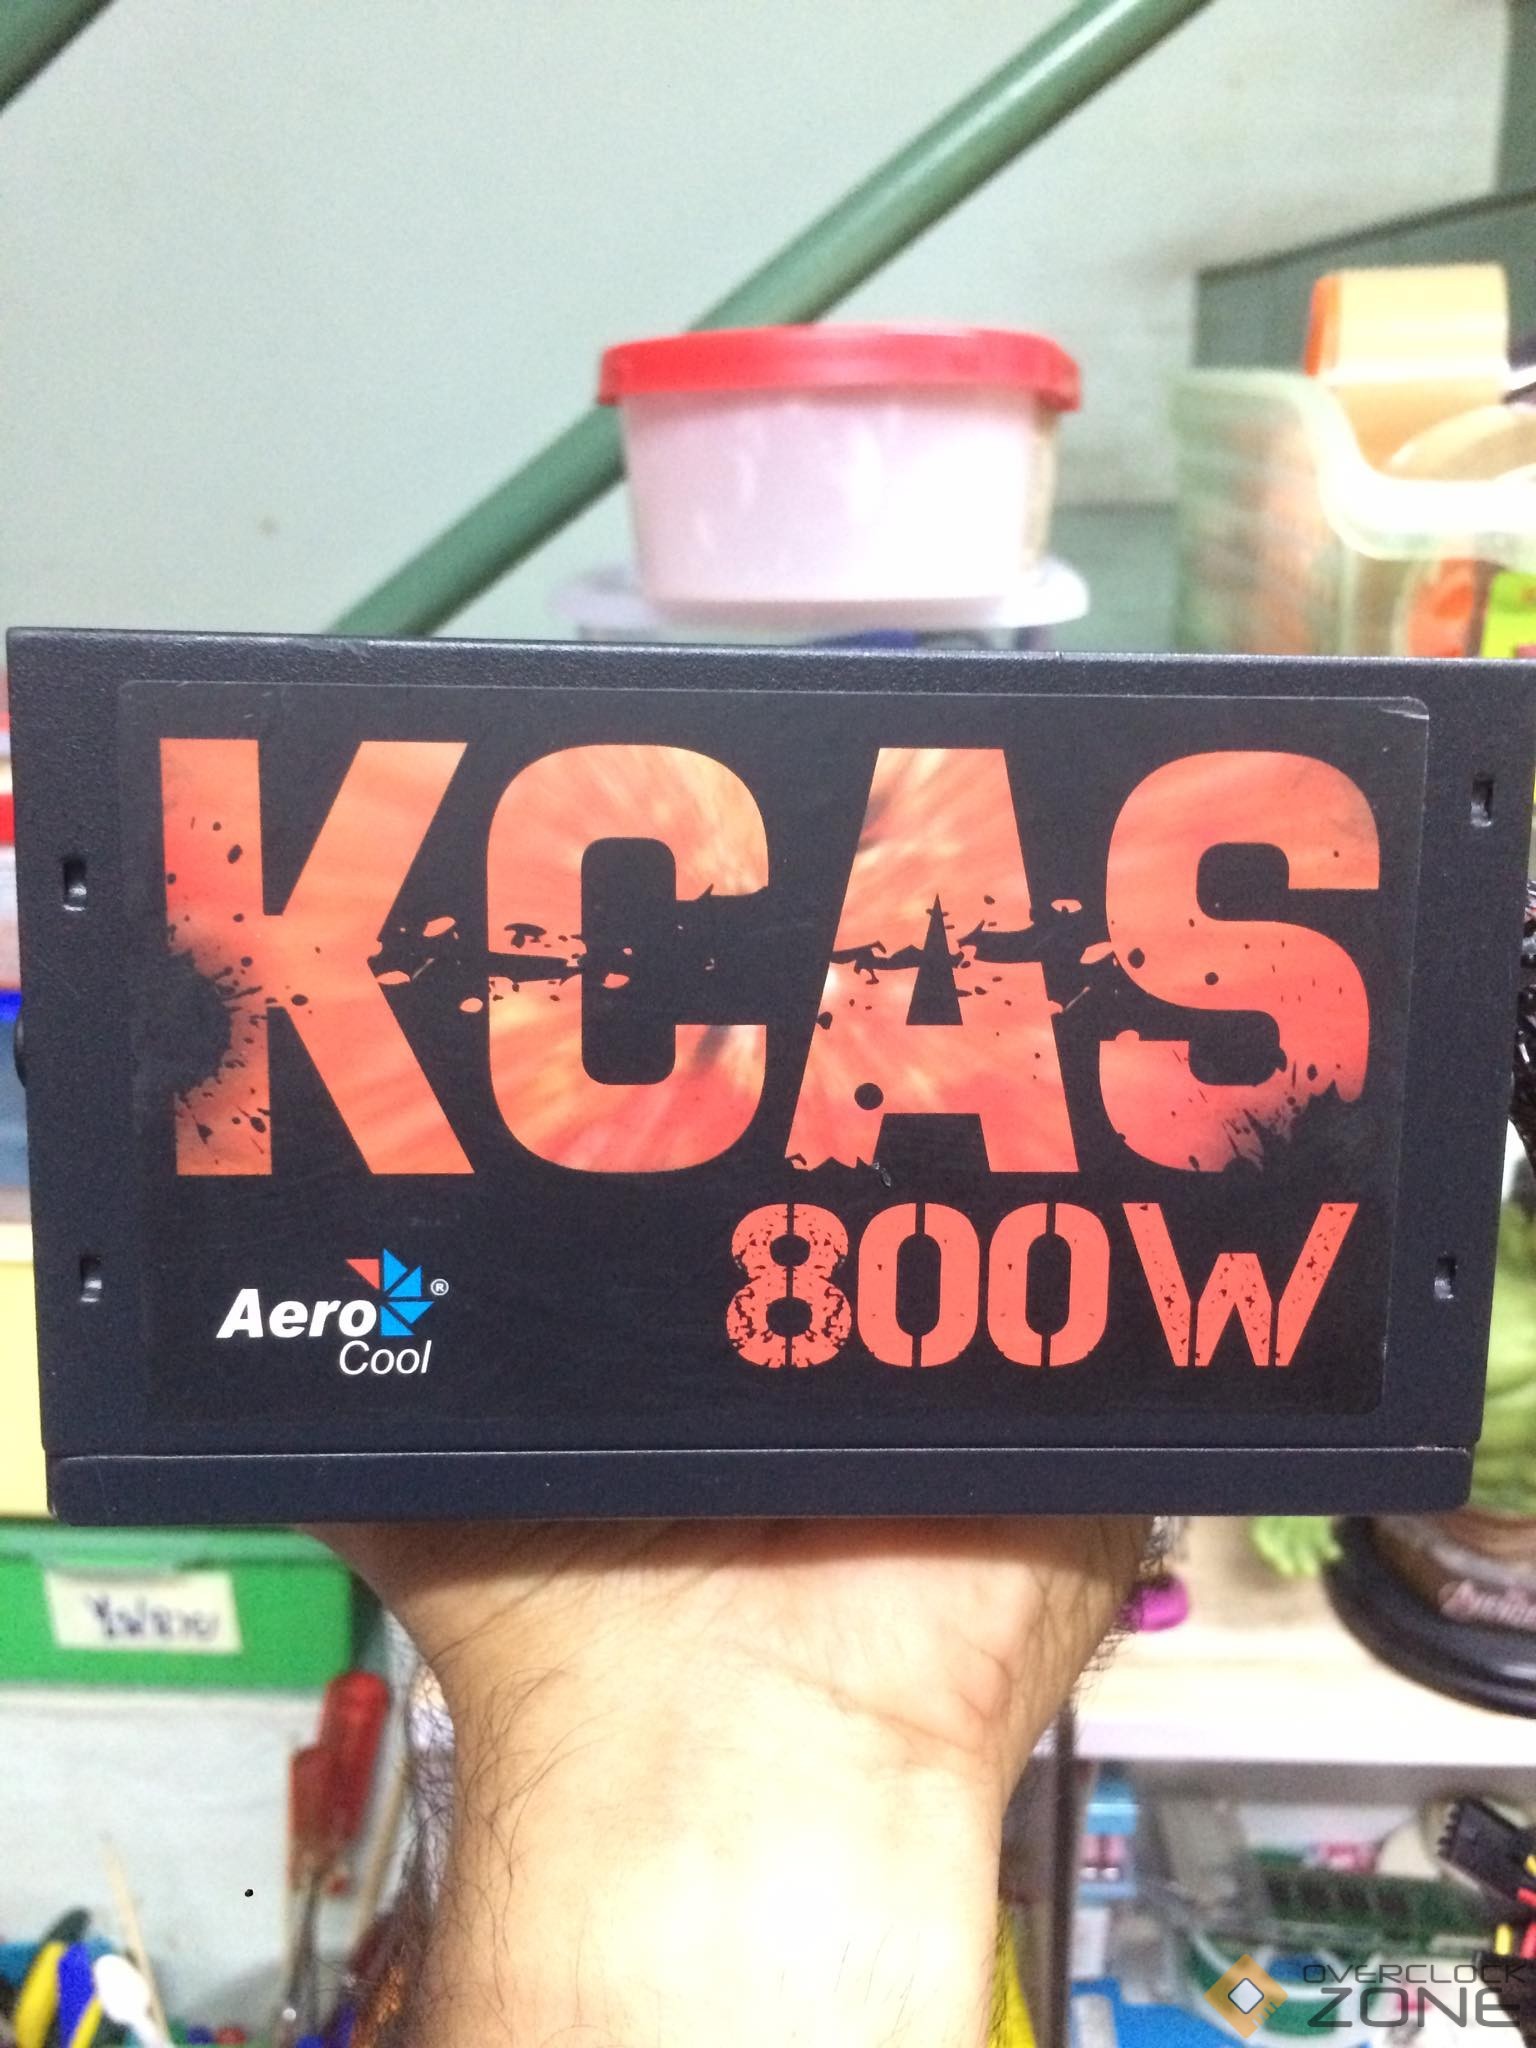 KCAS
800W
Aero ®
Cool
OVERCLOCK
ZONE